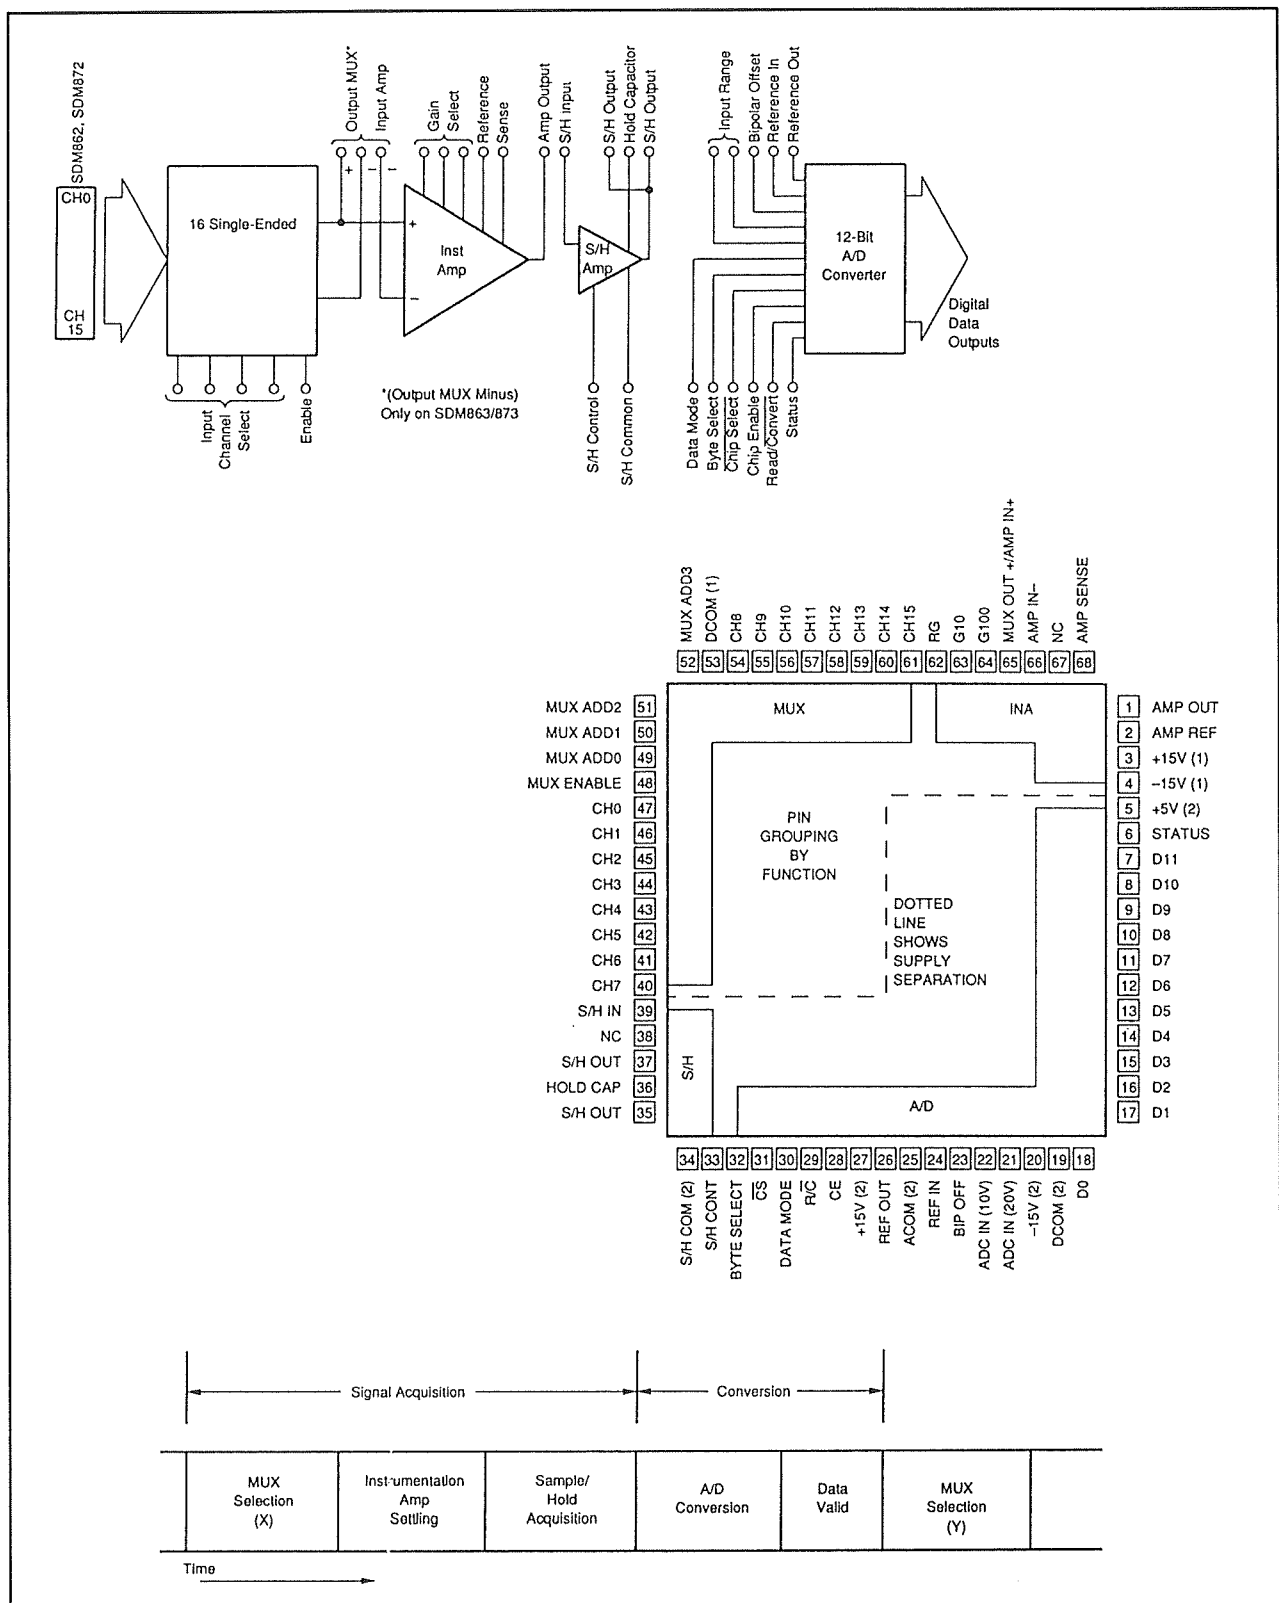 SDM862, SDM872
CH0
CH
15
16 Single-Ended
Output MUX*
Input Amp
+
–
–
Gain
Select
Reference
Sense
Amp Output
S/H Input
S/H Output
Hold Capacitor
S/H Output
Input Range
Bipolar Offset
Reference In
Reference Out
+
–
Inst
Amp
S/H
Amp
12-Bit
A/D
Converter
Digital
Data
Outputs
Input
Channel
Select
Enable
*(Output MUX Minus)
Only on SDM863/873
S/H Control
S/H Common
Data Mode
Byte Select
Chip Select
Chip Enable
Read/Convert
Status
MUX ADD3
DCOM (1)
CH8
CH9
CH10
CH11
CH12
CH13
CH14
CH15
RG
G10
G100
MUX OUT +/AMP IN+
AMP IN–
NC
AMP SENSE
52 53 54 55 56 57 58 59 60 61 62 63 64 65 66 67 68
MUX ADD2 51
MUX ADD1 50
MUX ADD0 49
MUX ENABLE 48
CH0 47
CH1 46
CH2 45
CH3 44
CH4 43
CH5 42
CH6 41
CH7 40
S/H IN 39
NC 38
S/H OUT 37
HOLD CAP 36
S/H OUT 35
MUX
INA
PIN
GROUPING
BY
FUNCTION
DOTTED
LINE
SHOWS
SUPPLY
SEPARATION
S/H
A/D
1 AMP OUT
2 AMP REF
3 +15V (1)
4 –15V (1)
5 +5V (2)
6 STATUS
7 D11
8 D10
9 D9
10 D8
11 D7
12 D6
13 D5
14 D4
15 D3
16 D2
17 D1
34 33 32 31 30 29 28 27 26 25 24 23 22 21 20 19 18
S/H COM (2)
S/H CONT
BYTE SELECT
CS
DATA MODE
R/C
CE
+15V (2)
REF OUT
ACOM (2)
REF IN
BIP OFF
ADC IN (10V)
ADC IN (20V)
–15V (2)
DCOM (2)
D0
Signal Acquisition
Conversion
MUX
Selection
(X)
Instrumentation
Amp
Settling
Sample/
Hold
Acquisition
A/D
Conversion
Data
Valid
MUX
Selection
(Y)
Time